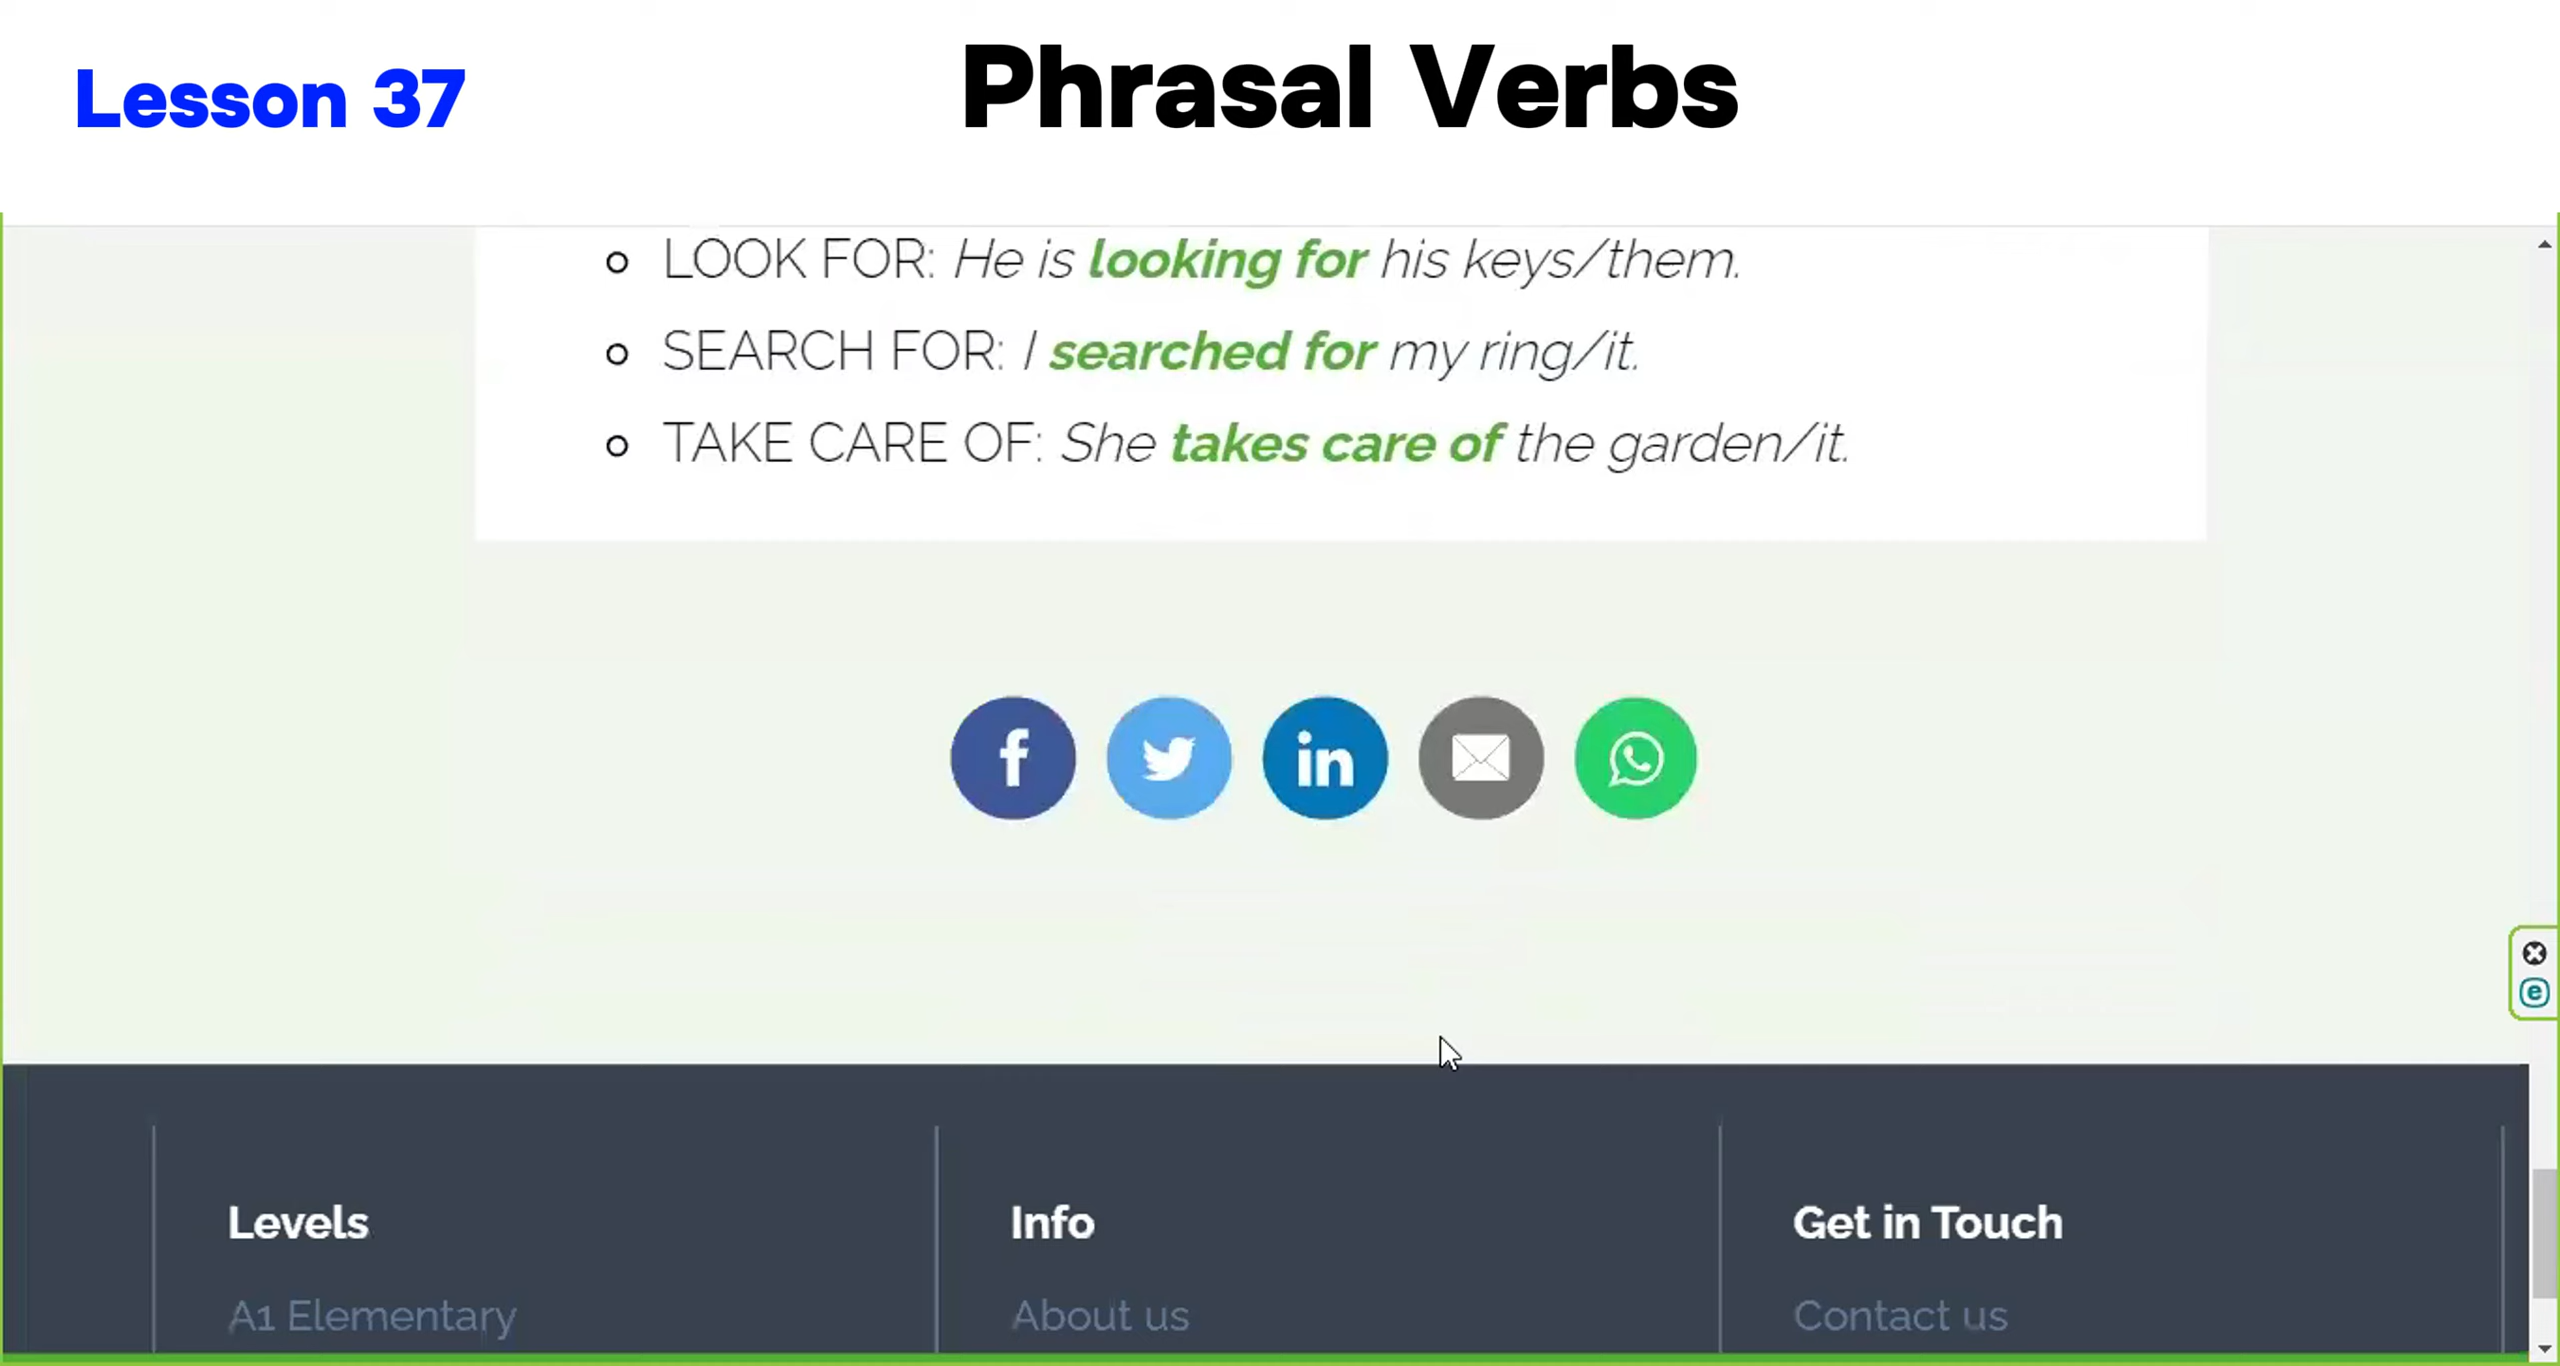 Lesson 37
Phrasal Verbs
LOOK FOR: He is looking for his keys/them.
SEARCH FOR: I searched for my ring/it.
TAKE CARE OF: She takes care of the garden/it.
f
in
e
Levels
Info
Get in Touch
A1 Elementary
About us
Contact us